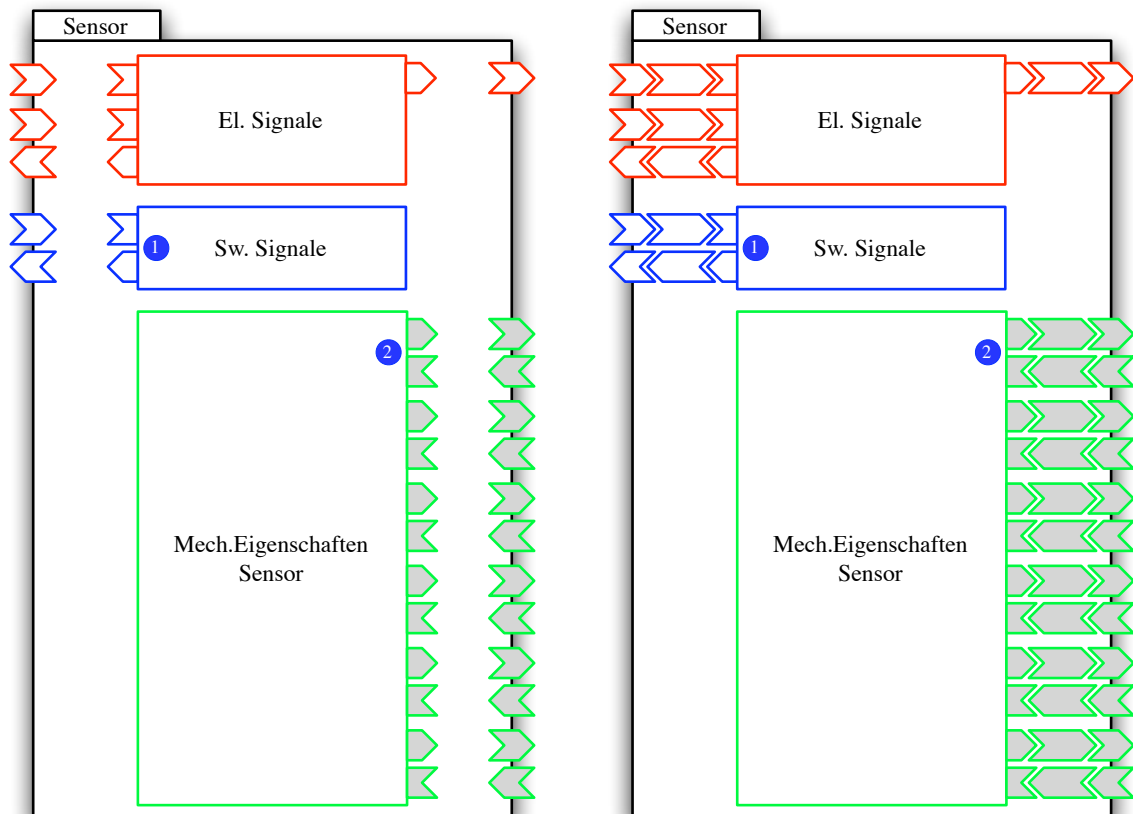 Sensor
El. Signale
1
Sw. Signale
2
Mech.Eigenschaften
Sensor
Sensor
El. Signale
1
Sw. Signale
2
Mech.Eigenschaften
Sensor